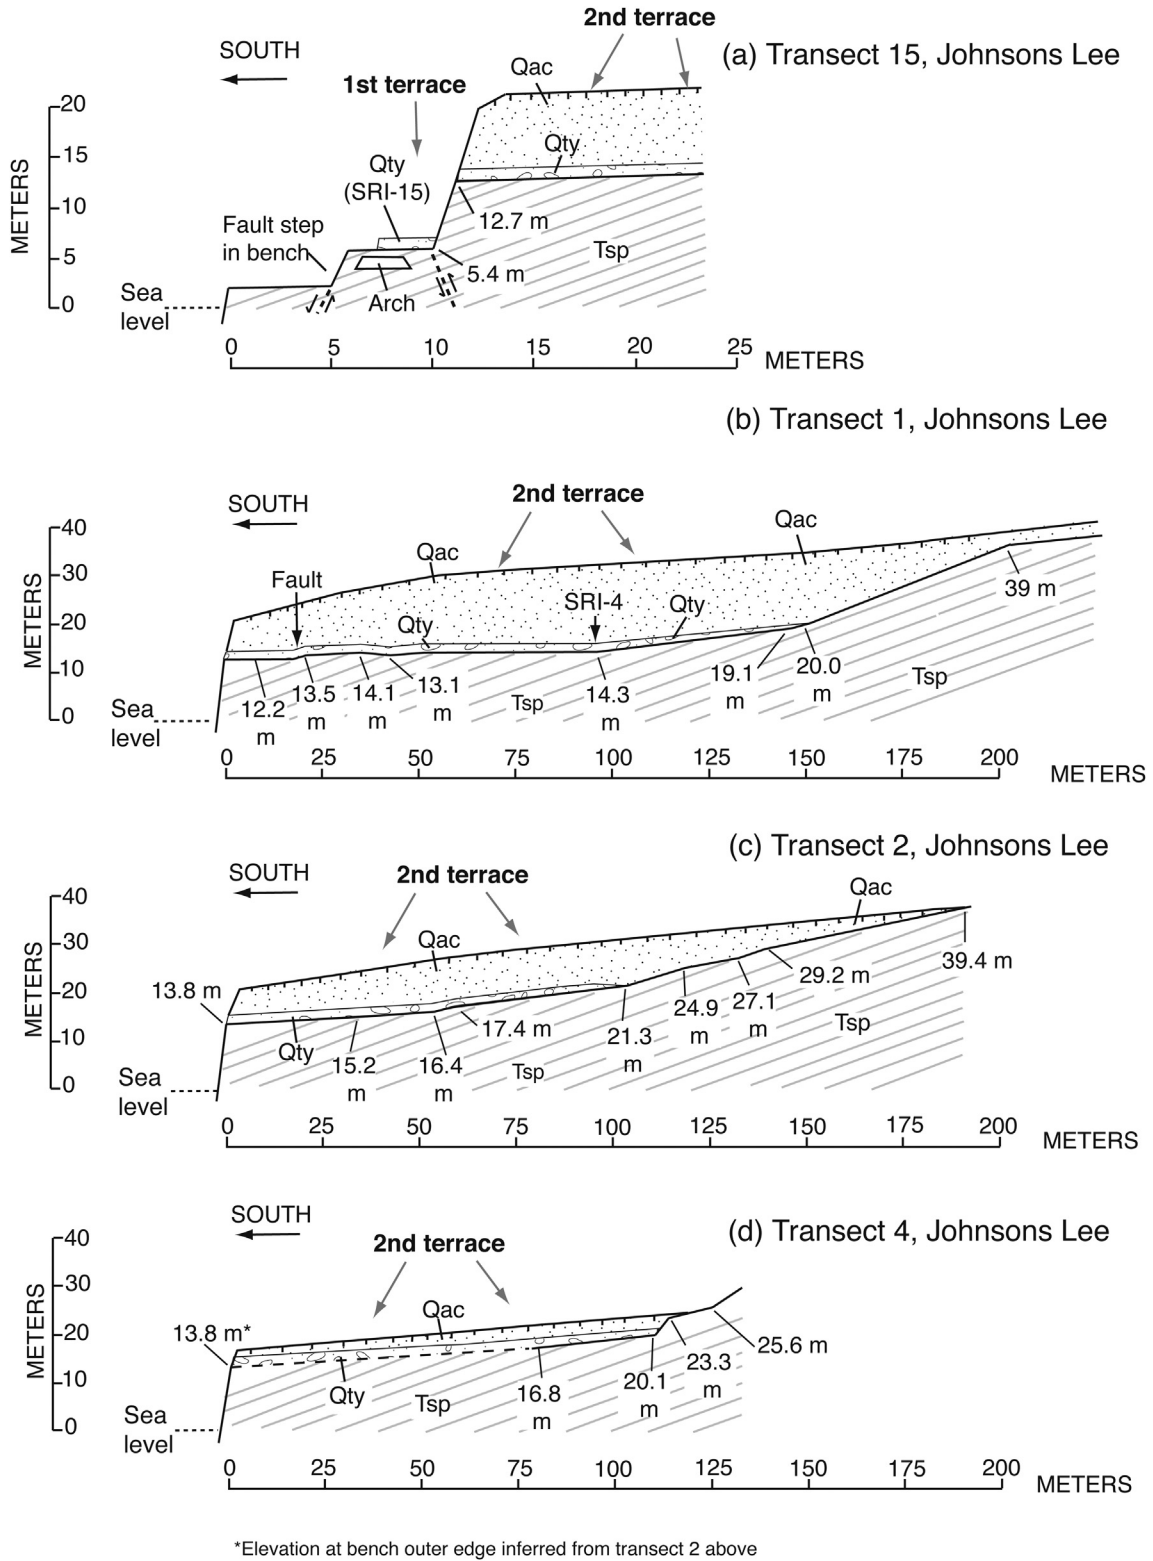 (a) Transect 15, Johnsons Lee
2nd terrace
SOUTH
1st terrace
Qac
Qty
Qty
(SRI-15)
Fault step
in bench
12.7 m
Tsp
5.4 m
Arch
Sea
level
METERS
20
15
10
5
0
0 5 10 15 20 25 METERS
(b) Transect 1, Johnsons Lee
2nd terrace
SOUTH
Qac
Qac
Fault
SRI-4
Qty
Qty
39 m
12.2
m
13.5
m
14.1
m
13.1
m
Tsp
14.3
m
19.1
m
20.0
m
Tsp
Sea
level
METERS
40
30
20
10
0
0 25 50 75 100 125 150 175 200 METERS
(c) Transect 2, Johnsons Lee
2nd terrace
SOUTH
Qac
Qac
13.8 m
Qty
15.2
m
16.4
m
17.4 m
Tsp
21.3
m
24.9
m
27.1
m
29.2 m
39.4 m
Tsp
Sea
level
METERS
40
30
20
10
0
0 25 50 75 100 125 150 175 200 METERS
(d) Transect 4, Johnsons Lee
2nd terrace
SOUTH
Qac
13.8 m*
Qty
Tsp
16.8
m
20.1
m
23.3
m
25.6 m
Sea
level
METERS
40
30
20
10
0
0 25 50 75 100 125 150 175 200 METERS
*Elevation at bench outer edge inferred from transect 2 above